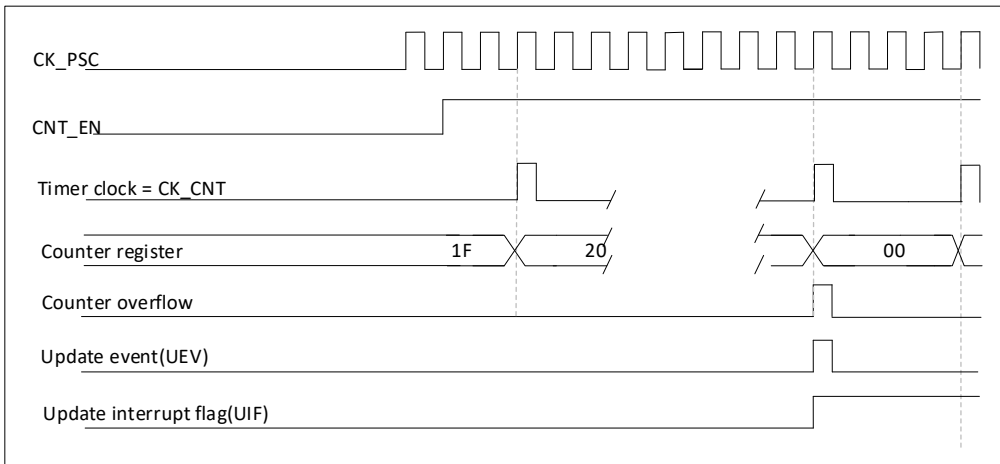 CK_PSC
CNT_EN
Timer clock = CK_CNT
Counter register 1F 20 00
Counter overflow
Update event(UEV)
Update interrupt flag(UIF)